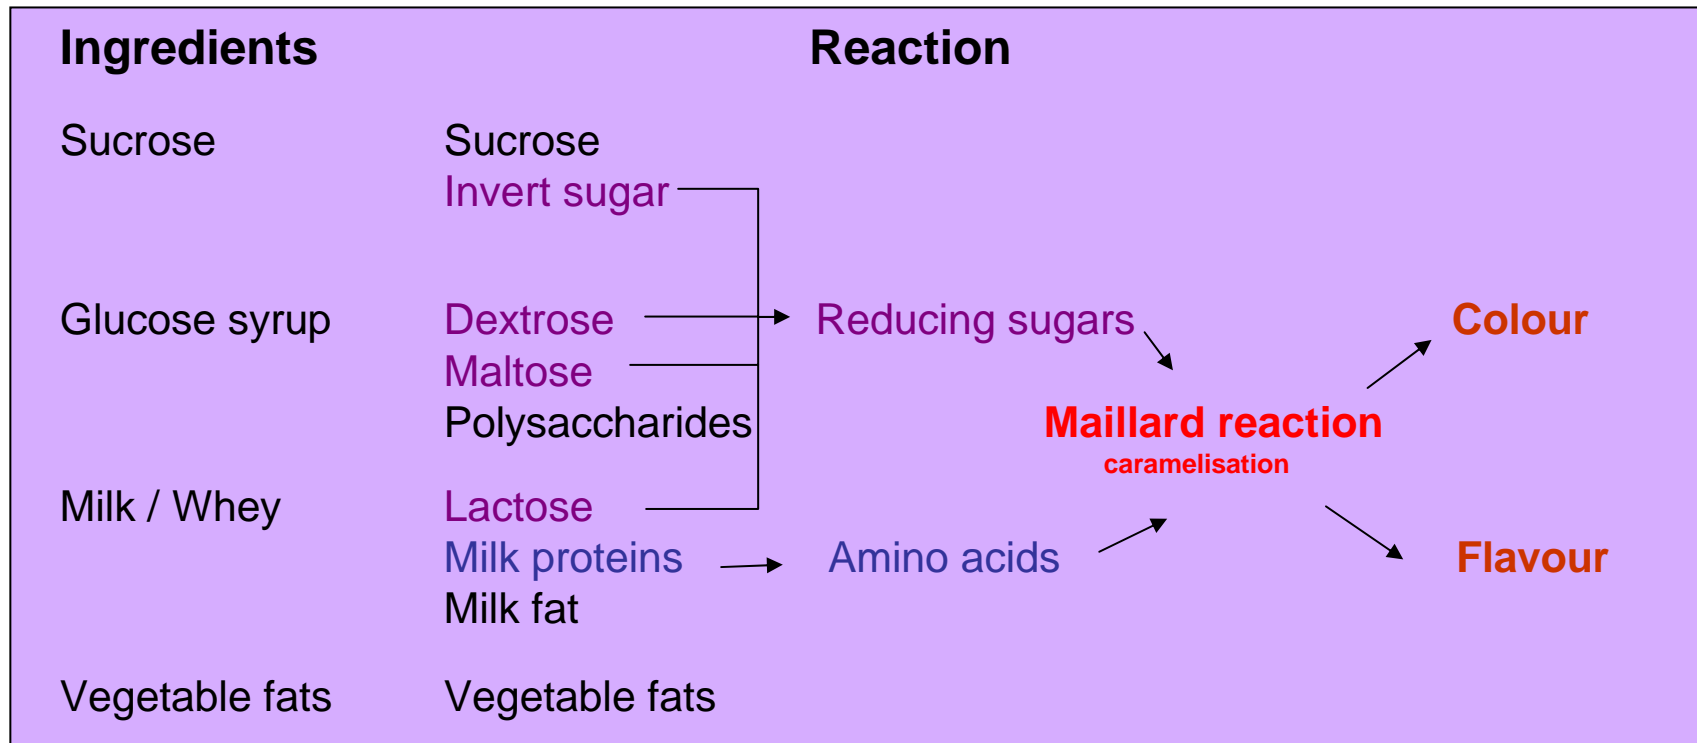 Ingredients Reaction
Sucrose Sucrose
Invert sugar
Glucose syrup Dextrose Reducing sugars Colour
Maltose
Polysaccharides Maillard reaction
caramelisation
Milk / Whey Lactose
Milk proteins Amino acids Flavour
Milk fat
Vegetable fats Vegetable fats